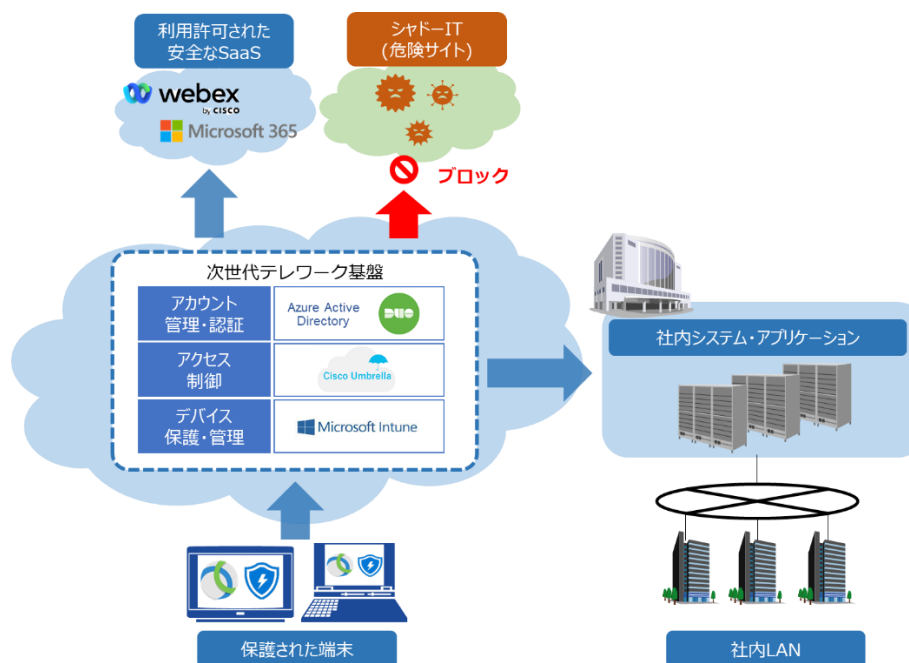 利用許可された
安全なSaaS
シャドーIT
(危険サイト)
webex
by CISCO
Microsoft 365
ブロック
次世代テレワーク基盤
アカウント
管理・認証
Azure Active
Directory
DUO
アクセス
制御
Cisco Umbrella
デバイス
保護・管理
Microsoft Intune
社内システム・アプリケーション
保護された端末
社内LAN